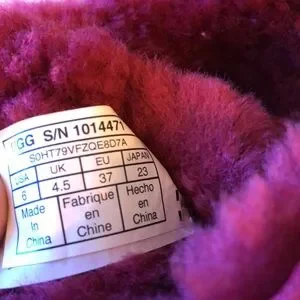 UGG S/N 1014471
S0HT79VFZQE8D7A
USA UK EU JAPAN
6 4.5 37 23
Made in China
Fabrique en Chine
Hecho en China